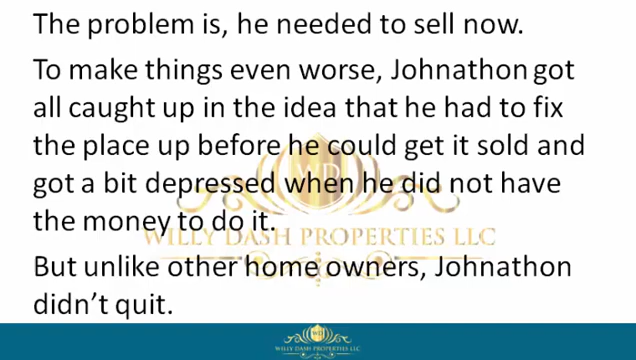 The problem is, he needed to sell now.
To make things even worse, Johnathon got
all caught up in the idea that he had to fix
the place up before he could get it sold and
got a bit depressed when he did not have
the money to do it.
WILLY DASH PROPERTIES LLC
But unlike other home owners, Johnathon
didn't quit.
WILLY DASH PROPERTIES LLC